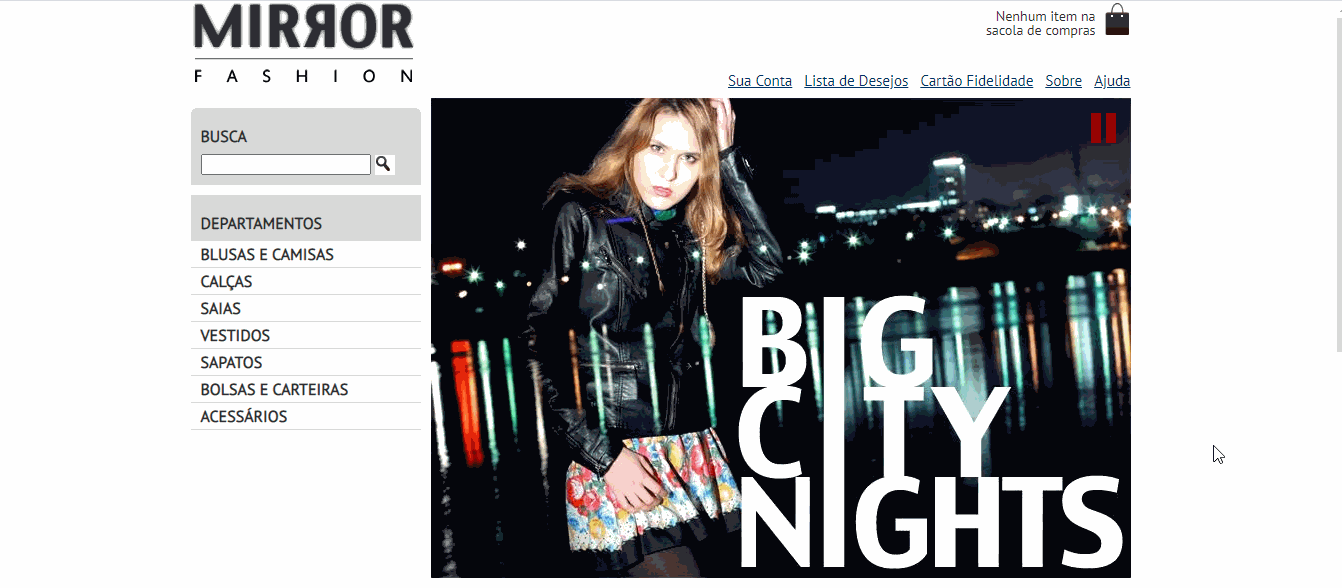 MIRROR
FASHION
Nenhum item na
sacola de compras
Sua Conta Lista de Desejos Cartão Fidelidade Sobre Ajuda
BUSCA
DEPARTAMENTOS
BLUSAS E CAMISAS
CALÇAS
SAIAS
VESTIDOS
SAPATOS
BOLSAS E CARTEIRAS
ACESSÁRIOS
BIG
CITY
NIGHTS